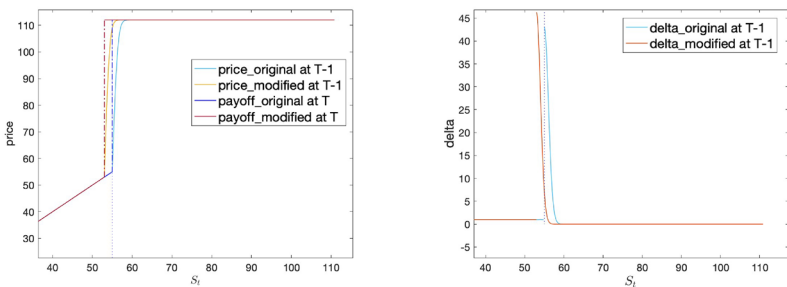 110
100
90
80
70
60
50
40
30
price
price_original at T-1
price_modified at T-1
payoff_original at T
payoff_modified at T
40 50 60 70 80 90 100 110
S_t
45
40
35
30
25
20
15
10
5
0
-5
delta
delta_original at T-1
delta_modified at T-1
40 50 60 70 80 90 100 110
S_t